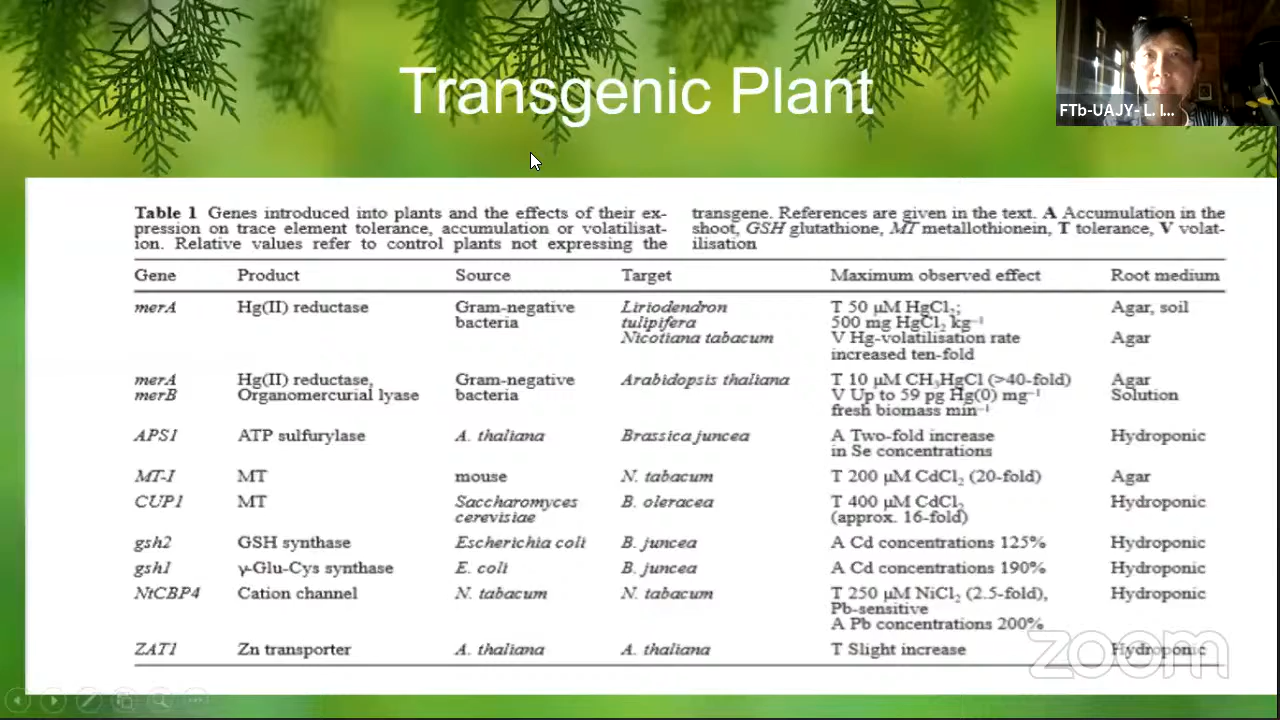 Transgenic Plant
FTb-UAJY- L. I...
Table 1 Genes introduced into plants and the effects of their ex-
pression on trace element tolerance, accumulation or volatilisat-
ion. Relative values refer to control plants not expressing the
transgene. References are given in the text. A Accumulation in the
shoot, GSH glutathione, MT metallothionein, T tolerance, V volat-
ilisation
Gene Product Source Target Maximum observed effect Root medium
merA Hg(II) reductase Gram-negative Liriodendron T 50 µM HgCl₂; Agar, soil
bacteria tulipifera 500 mg HgCl₂ kg⁻¹
Nicotiana tabacum V Hg-volatilisation rate Agar
increased ten-fold
merA Hg(II) reductase, Gram-negative Arabidopsis thaliana T 10 µM CH₃HgCl (>40-fold) Agar
merB Organomercurial lyase bacteria V Up to 59 pg Hg(0) mg⁻¹ Solution
fresh biomass min⁻¹
APS1 ATP sulfurylase A. thaliana Brassica juncea A Two-fold increase Hydroponic
in Se concentrations
MT-I MT mouse N. tabacum T 200 µM CdCl₂ (20-fold) Agar
CUP1 MT Saccharomyces B. oleracea T 400 µM CdCl₂ Hydroponic
cerevisiae (approx. 16-fold)
gsh2 GSH synthase Escherichia coli B. juncea A Cd concentrations 125% Hydroponic
gsh1 γ-Glu-Cys synthase E. coli B. juncea A Cd concentrations 190% Hydroponic
NtCBP4 Cation channel N. tabacum N. tabacum T 250 µM NiCl₂ (2.5-fold), Hydroponic
Pb-sensitive
A Pb concentrations 200%
ZAT1 Zn transporter A. thaliana A. thaliana T Slight increase Hydroponic
zoom